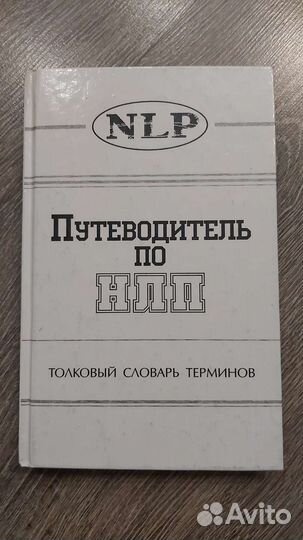 NLP
ПУТЕВОДИТЕЛЬ
ПО
НЛП
ТОЛКОВЫЙ СЛОВАРЬ ТЕРМИНОВ
Avito